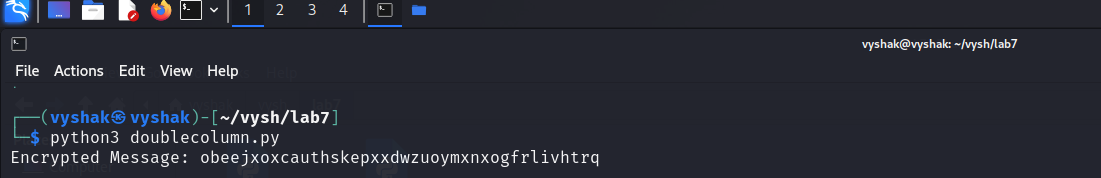 1 2 3 4
vyshak@vyshak: ~/vysh/lab7
File Actions Edit View Help
┌──(vyshak㉿vyshak)-[~/vysh/lab7]
└─$ python3 doublecolumn.py
Encrypted Message: obeejxoxcauthskepxxdwzuoymxnxogfrlivhtrq